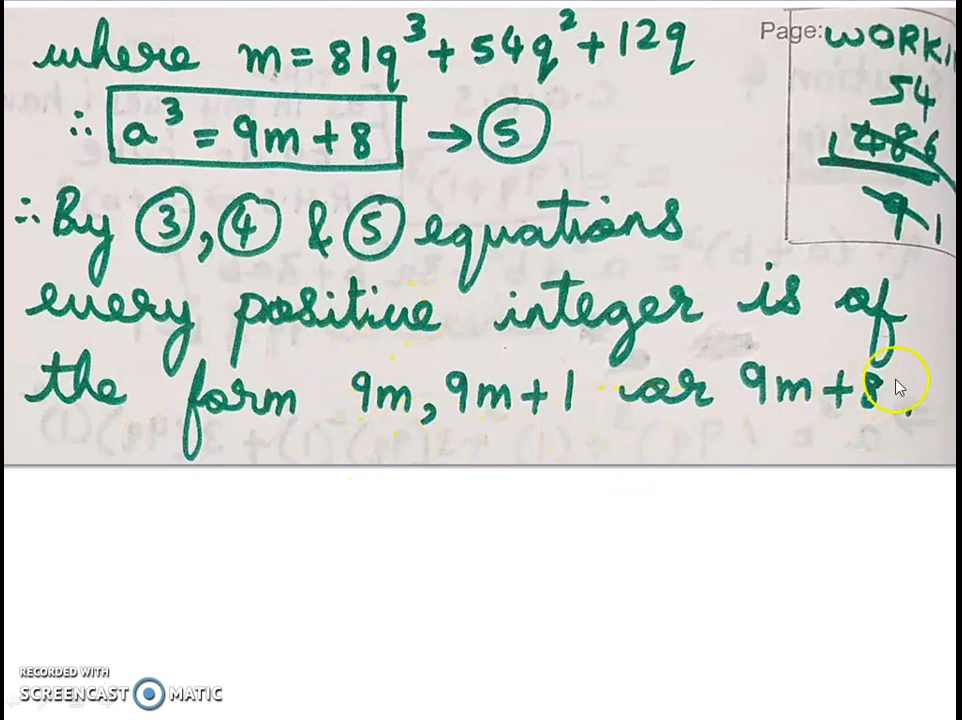 where m = 81q³ + 54q² + 12q
∴ a³ = 9m + 8 → ⑤
∴ By ③, ④ & ⑤ equations
every positive integer is of
the form 9m, 9m + 1 or 9m + 8.
Page:
54
486
91
RECORDED WITH
SCREENCAST MATIC